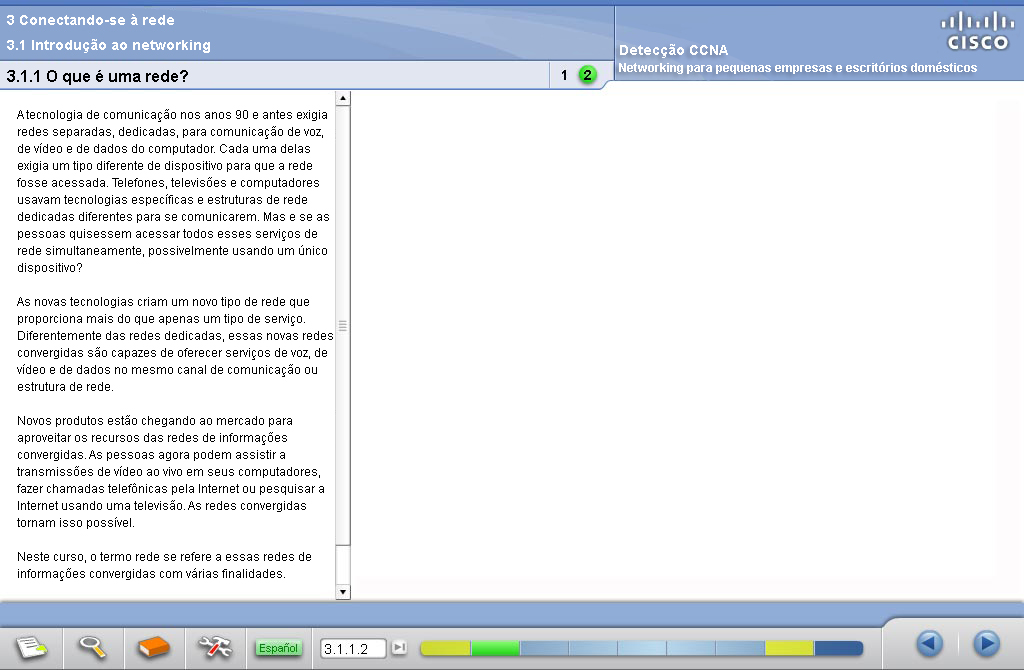 3 Conectando-se à rede
3.1 Introdução ao networking
CISCO
Detecção CCNA
Networking para pequenas empresas e escritórios domésticos
3.1.1 O que é uma rede?
1 2
A tecnologia de comunicação nos anos 90 e antes exigia
redes separadas, dedicadas, para comunicação de voz,
de vídeo e de dados do computador. Cada uma delas
exigia um tipo diferente de dispositivo para que a rede
fosse acessada. Telefones, televisões e computadores
usavam tecnologias específicas e estruturas de rede
dedicadas diferentes para se comunicarem. Mas e se as
pessoas quisessem acessar todos esses serviços de
rede simultaneamente, possivelmente usando um único
dispositivo?
As novas tecnologias criam um novo tipo de rede que
proporciona mais do que apenas um tipo de serviço.
Diferentemente das redes dedicadas, essas novas redes
convergidas são capazes de oferecer serviços de voz, de
vídeo e de dados no mesmo canal de comunicação ou
estrutura de rede.
Novos produtos estão chegando ao mercado para
aproveitar os recursos das redes de informações
convergidas. As pessoas agora podem assistir a
transmissões de vídeo ao vivo em seus computadores,
fazer chamadas telefônicas pela Internet ou pesquisar a
Internet usando uma televisão. As redes convergidas
tornam isso possível.
Neste curso, o termo rede se refere a essas redes de
informações convergidas com várias finalidades.
Español
3.1.1.2